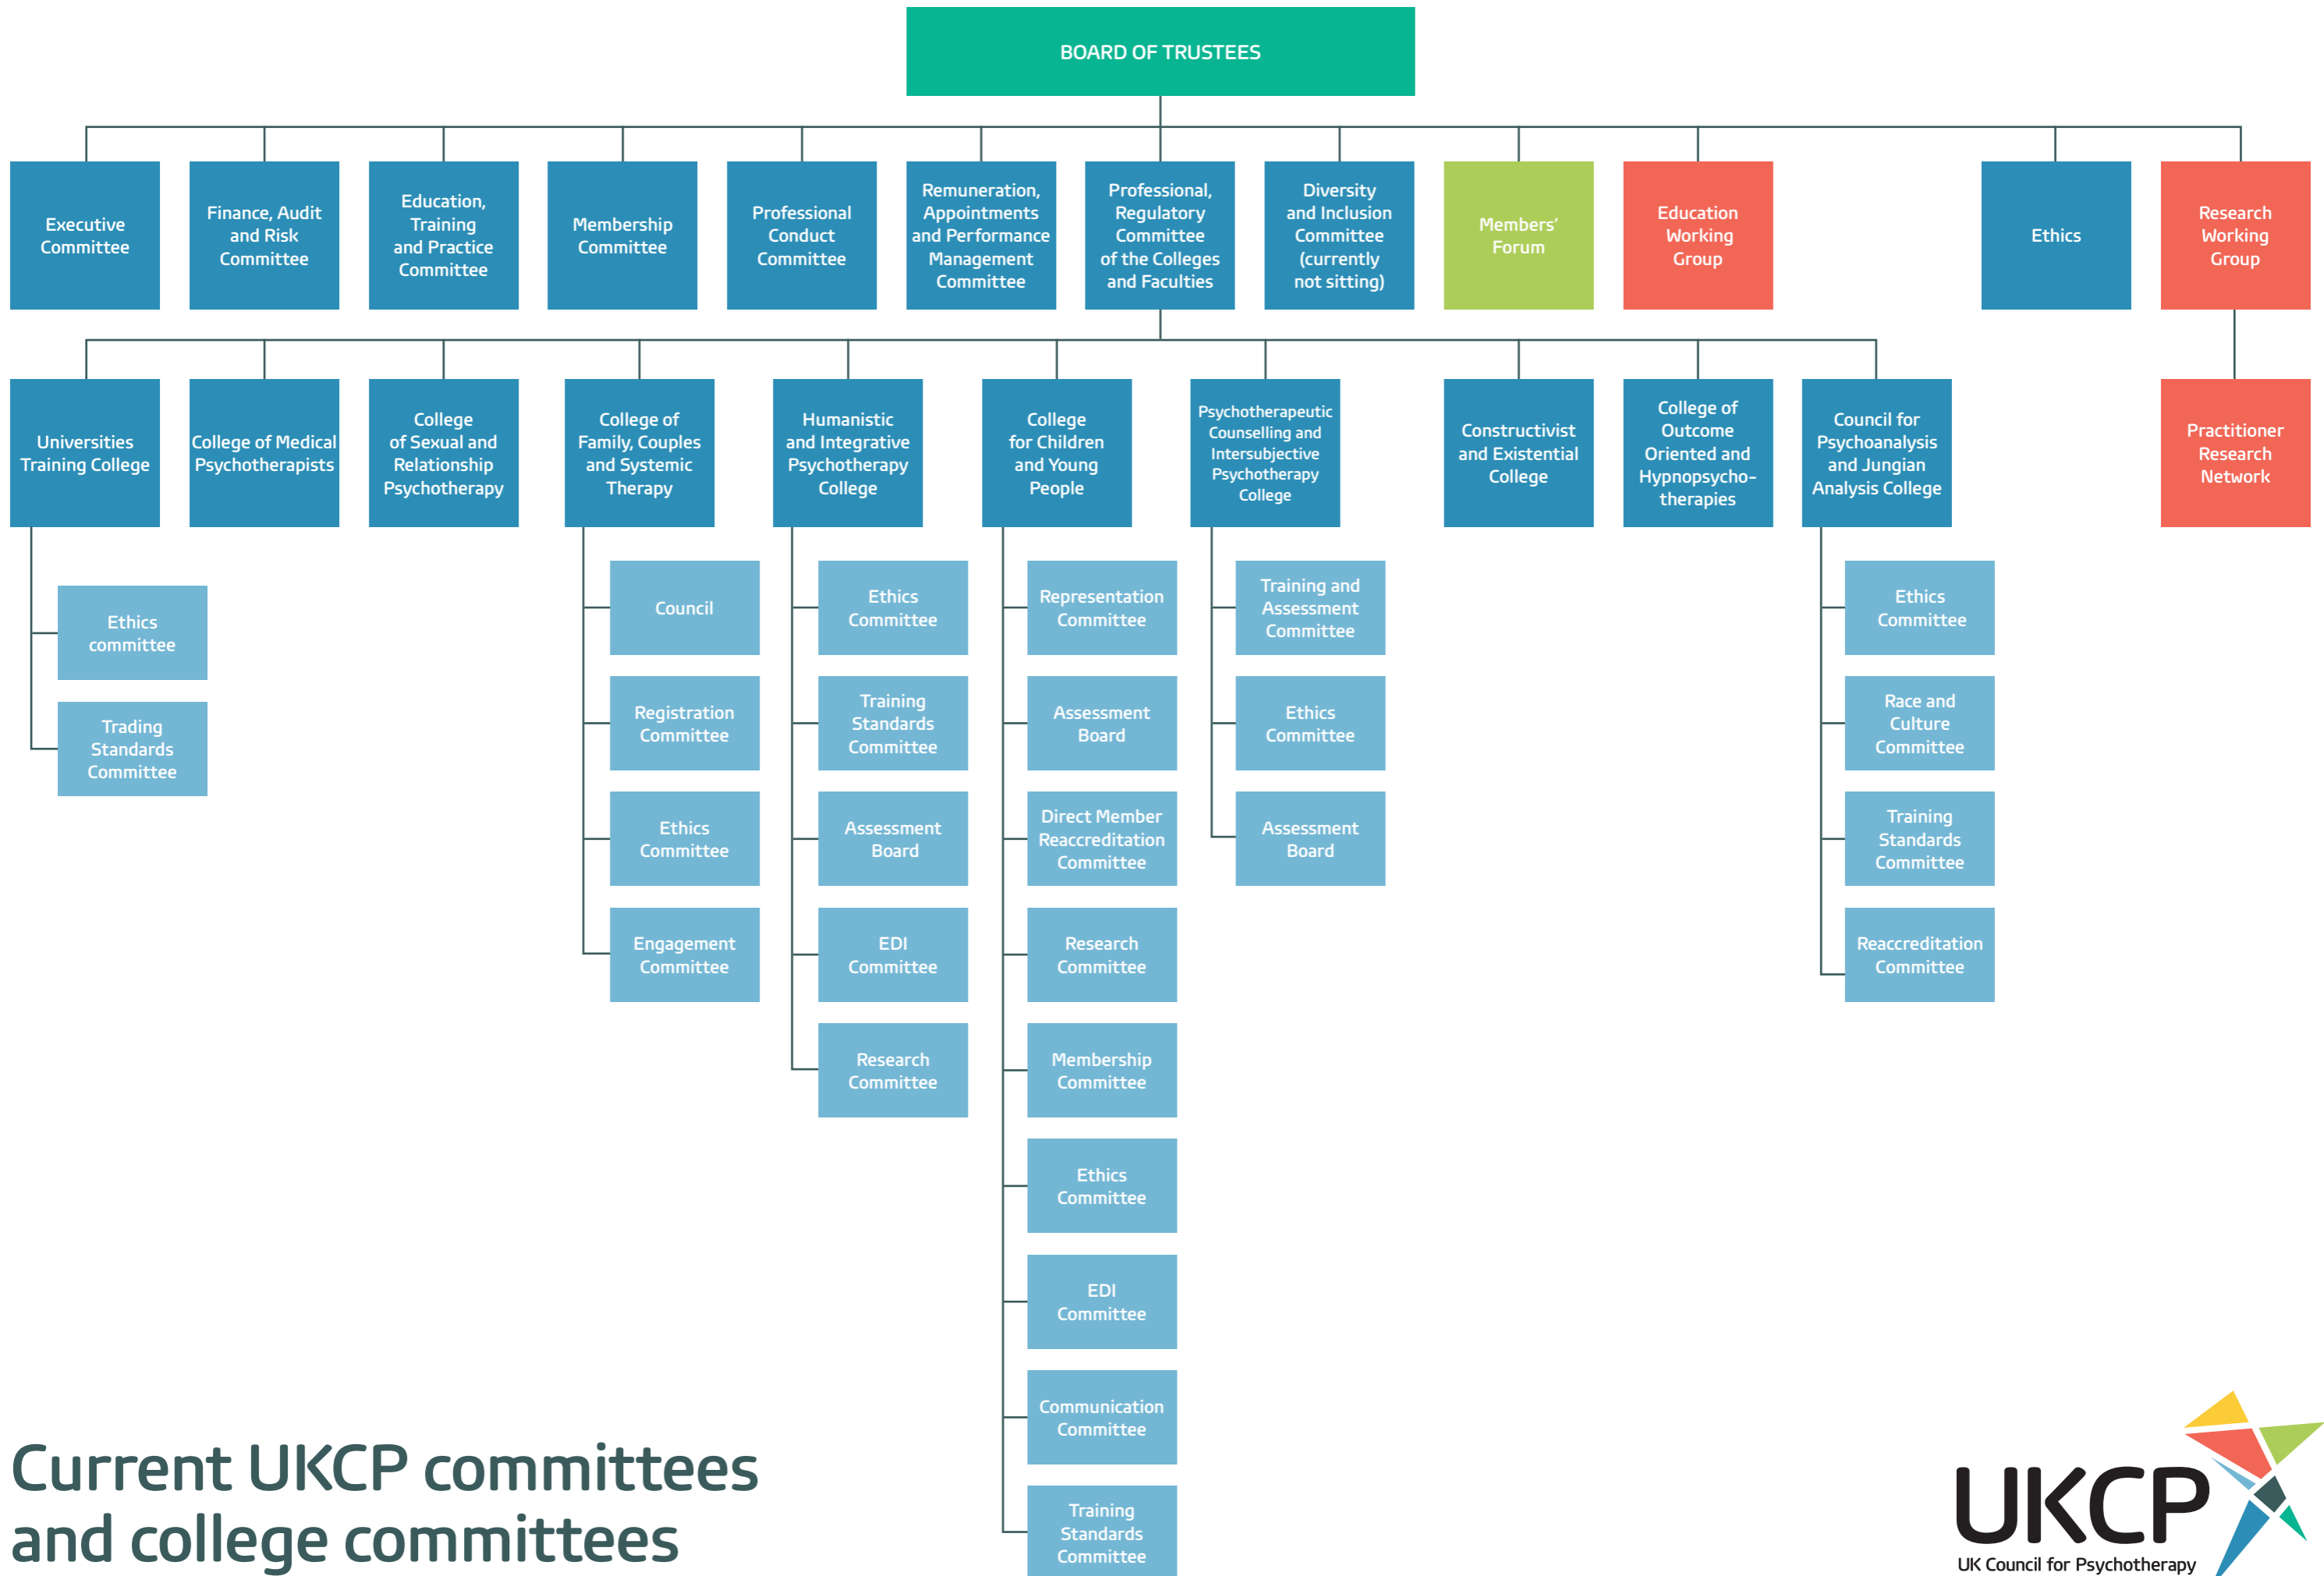 BOARD OF TRUSTEES
Executive
Committee
Finance, Audit
and Risk
Committee
Education,
Training
and Practice
Committee
Membership
Committee
Professional
Conduct
Committee
Remuneration,
Appointments
and Performance
Management
Committee
Professional,
Regulatory
Committee
of the Colleges
and Faculties
Diversity
and Inclusion
Committee
(currently
not sitting)
Members'
Forum
Education
Working
Group
Ethics
Research
Working
Group
Universities
Training College
College of Medical
Psychotherapists
College
of Sexual and
Relationship
Psychotherapy
College of
Family, Couples
and Systemic
Therapy
Humanistic
and Integrative
Psychotherapy
College
College
for Children
and Young
People
Psychotherapeutic
Counselling and
Intersubjective
Psychotherapy
College
Constructivist
and Existential
College
College of
Outcome
Oriented and
Hypnopsycho-
therapies
Council for
Psychoanalysis
and Jungian
Analysis College
Practitioner
Research
Network
Ethics
committee
Trading
Standards
Committee
Council
Registration
Committee
Ethics
Committee
Engagement
Committee
Ethics
Committee
Training
Standards
Committee
Assessment
Board
EDI
Committee
Research
Committee
Representation
Committee
Assessment
Board
Direct Member
Reaccreditation
Committee
Research
Committee
Membership
Committee
Ethics
Committee
EDI
Committee
Communication
Committee
Training
Standards
Committee
Training and
Assessment
Committee
Ethics
Committee
Assessment
Board
Ethics
Committee
Race and
Culture
Committee
Training
Standards
Committee
Reaccreditation
Committee
Current UKCP committees
and college committees
UKCP
UK Council for Psychotherapy